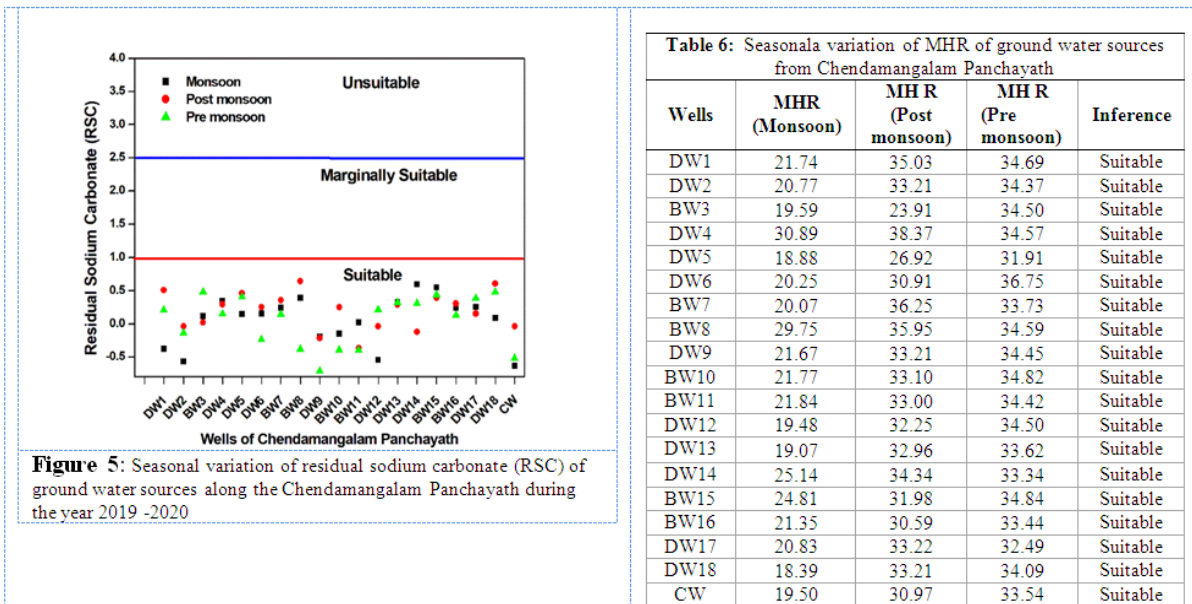 4.0
3.5
3.0
2.5
2.0
1.5
1.0
0.5
0.0
-0.5
Residual Sodium Carbonate (RSC)
Monsoon
Post monsoon
Pre monsoon
Unsuitable
Marginally Suitable
Suitable
DW1 DW2 BW3 DW4 DW5 DW6 BW7 BW8 DW9 BW10 BW11 DW12 DW13 DW14 BW15 BW16 DW17 DW18 CW
Wells of Chendamangalam Panchayath
Figure 5: Seasonal variation of residual sodium carbonate (RSC) of
ground water sources along the Chendamangalam Panchayath during
the year 2019 -2020
Table 6: Seasonala variation of MHR of ground water sources
from Chendamangalam Panchayath
Wells MHR (Monsoon) MH R (Post monsoon) MH R (Pre monsoon) Inference
DW1 21.74 35.03 34.69 Suitable
DW2 20.77 33.21 34.37 Suitable
BW3 19.59 23.91 34.50 Suitable
DW4 30.89 38.37 34.57 Suitable
DW5 18.88 26.92 31.91 Suitable
DW6 20.25 30.91 36.75 Suitable
BW7 20.07 36.25 33.73 Suitable
BW8 29.75 35.95 34.59 Suitable
DW9 21.67 33.21 34.45 Suitable
BW10 21.77 33.10 34.82 Suitable
BW11 21.84 33.00 34.42 Suitable
DW12 19.48 32.25 34.50 Suitable
DW13 19.07 32.96 33.62 Suitable
DW14 25.14 34.34 33.34 Suitable
BW15 24.81 31.98 34.84 Suitable
BW16 21.35 30.59 33.44 Suitable
DW17 20.83 33.22 32.49 Suitable
DW18 18.39 33.21 34.09 Suitable
CW 19.50 30.97 33.54 Suitable